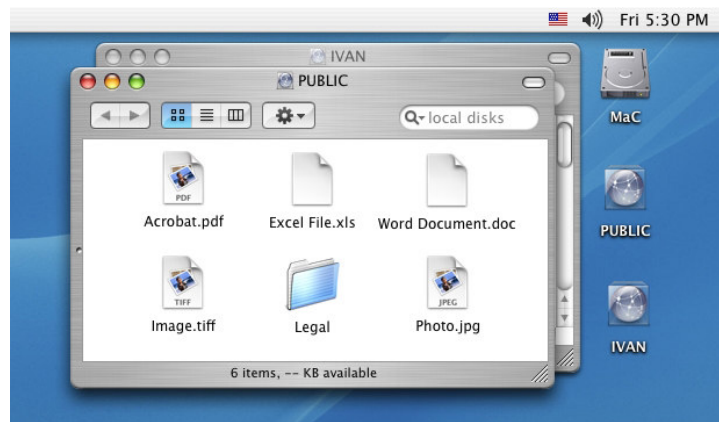 Fri 5:30 PM
IVAN
PUBLIC
local disks
MaC
PDF
Acrobat.pdf
Excel File.xls
Word Document.doc
PUBLIC
TIFF
Image.tiff
Legal
JPEG
Photo.jpg
IVAN
6 items, -- KB available